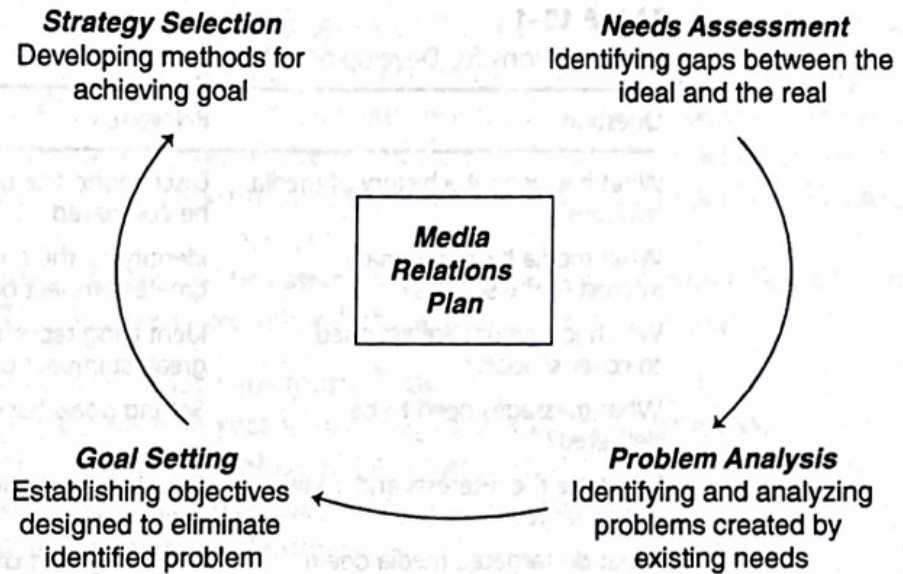 Strategy Selection
Developing methods for
achieving goal
Needs Assessment
Identifying gaps between the
ideal and the real
Media
Relations
Plan
Goal Setting
Establishing objectives
designed to eliminate
identified problem
Problem Analysis
Identifying and analyzing
problems created by
existing needs